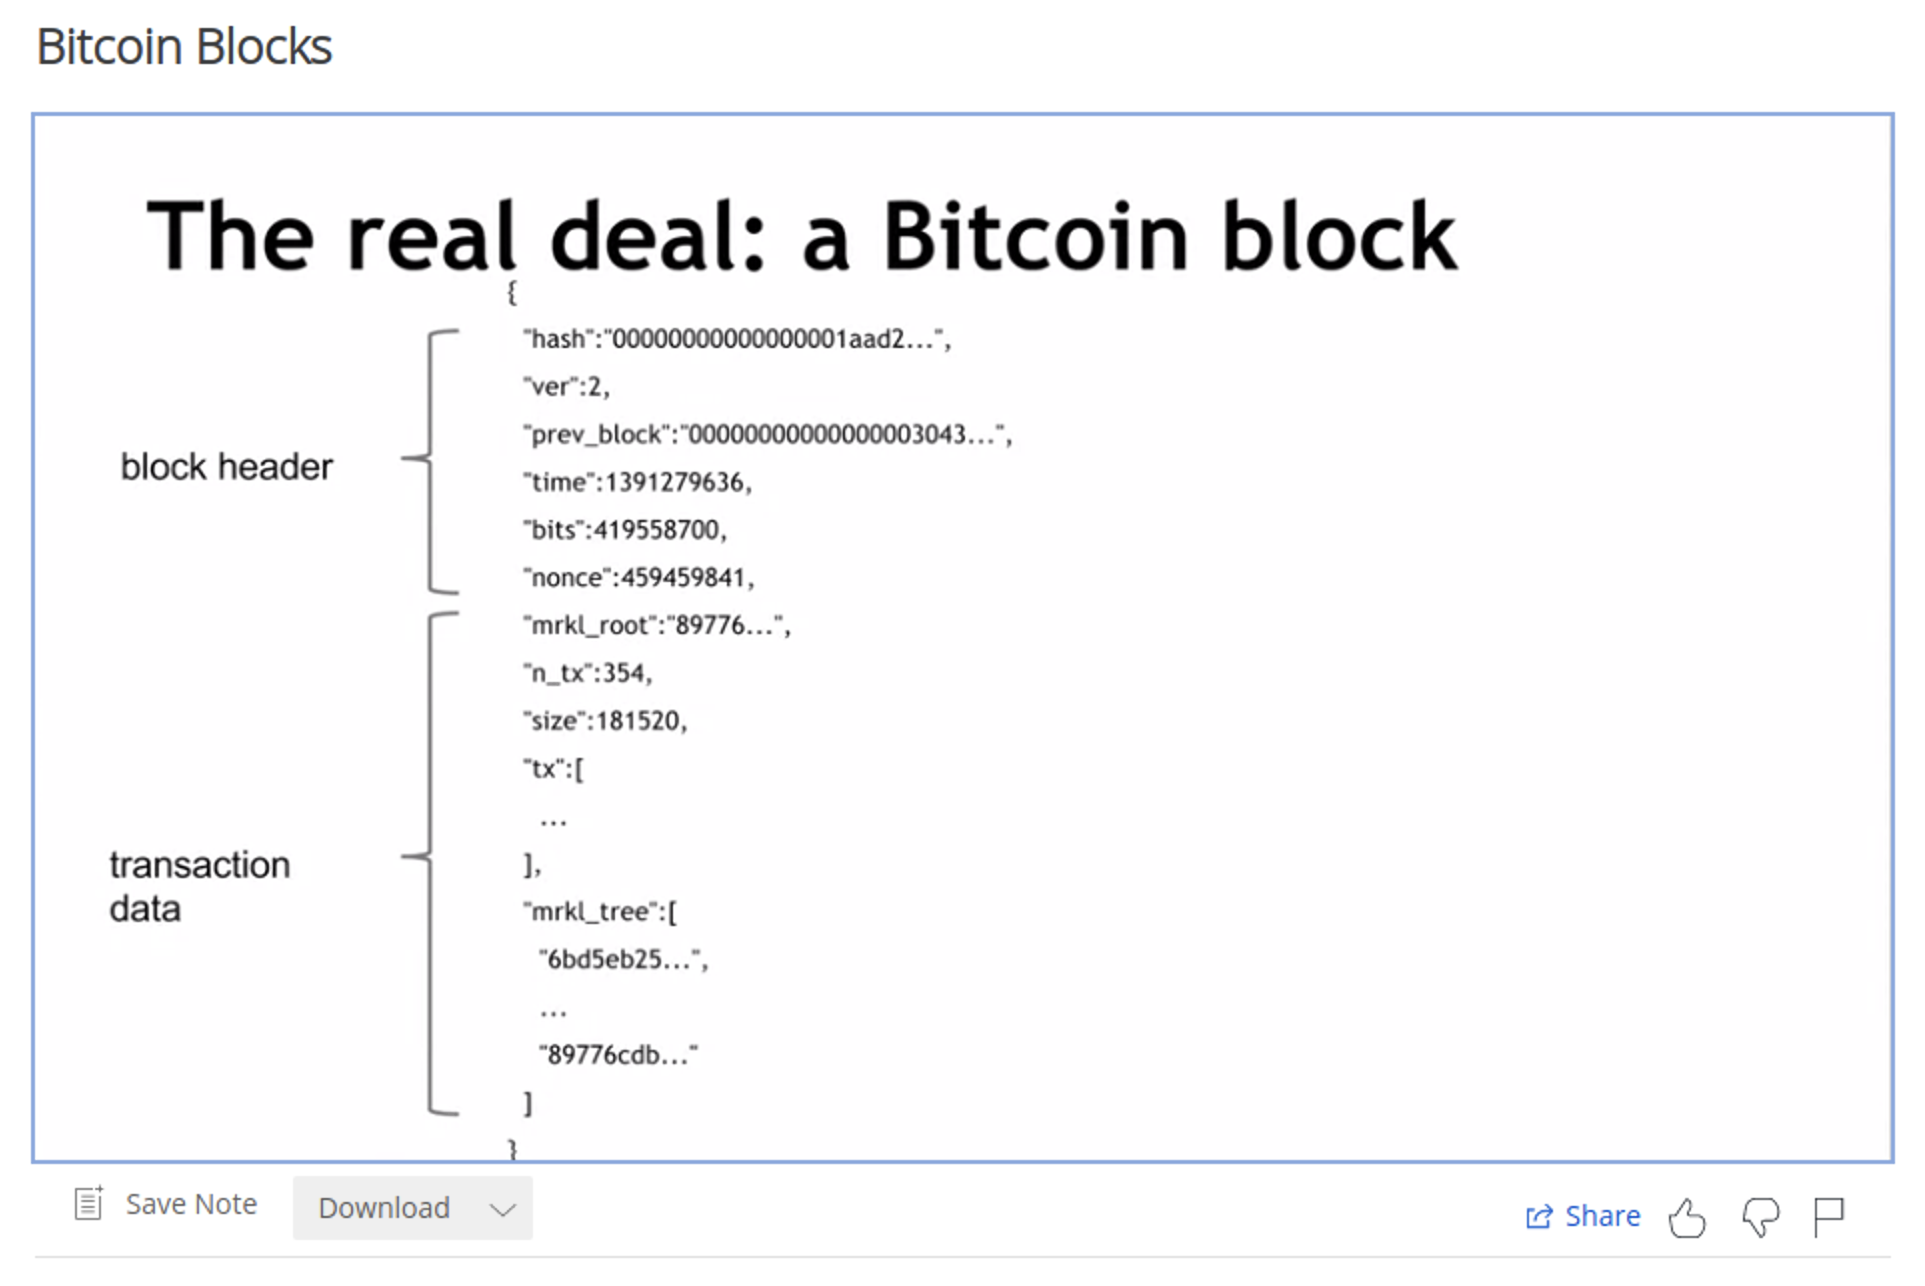 Bitcoin Blocks
The real deal: a Bitcoin block
{
"hash":"00000000000000001aad2...",
"ver":2,
"prev_block":"00000000000000003043...",
"time":1391279636,
block header
"bits":419558700,
"nonce":459459841,
"mrkl_root":"89776...",
"n_tx":354,
"size":181520,
"tx":[
...
],
transaction
data
"mrkl_tree":[
"6bd5eb25...",
...
"89776cdb..."
]
}
Save Note
Download
Share